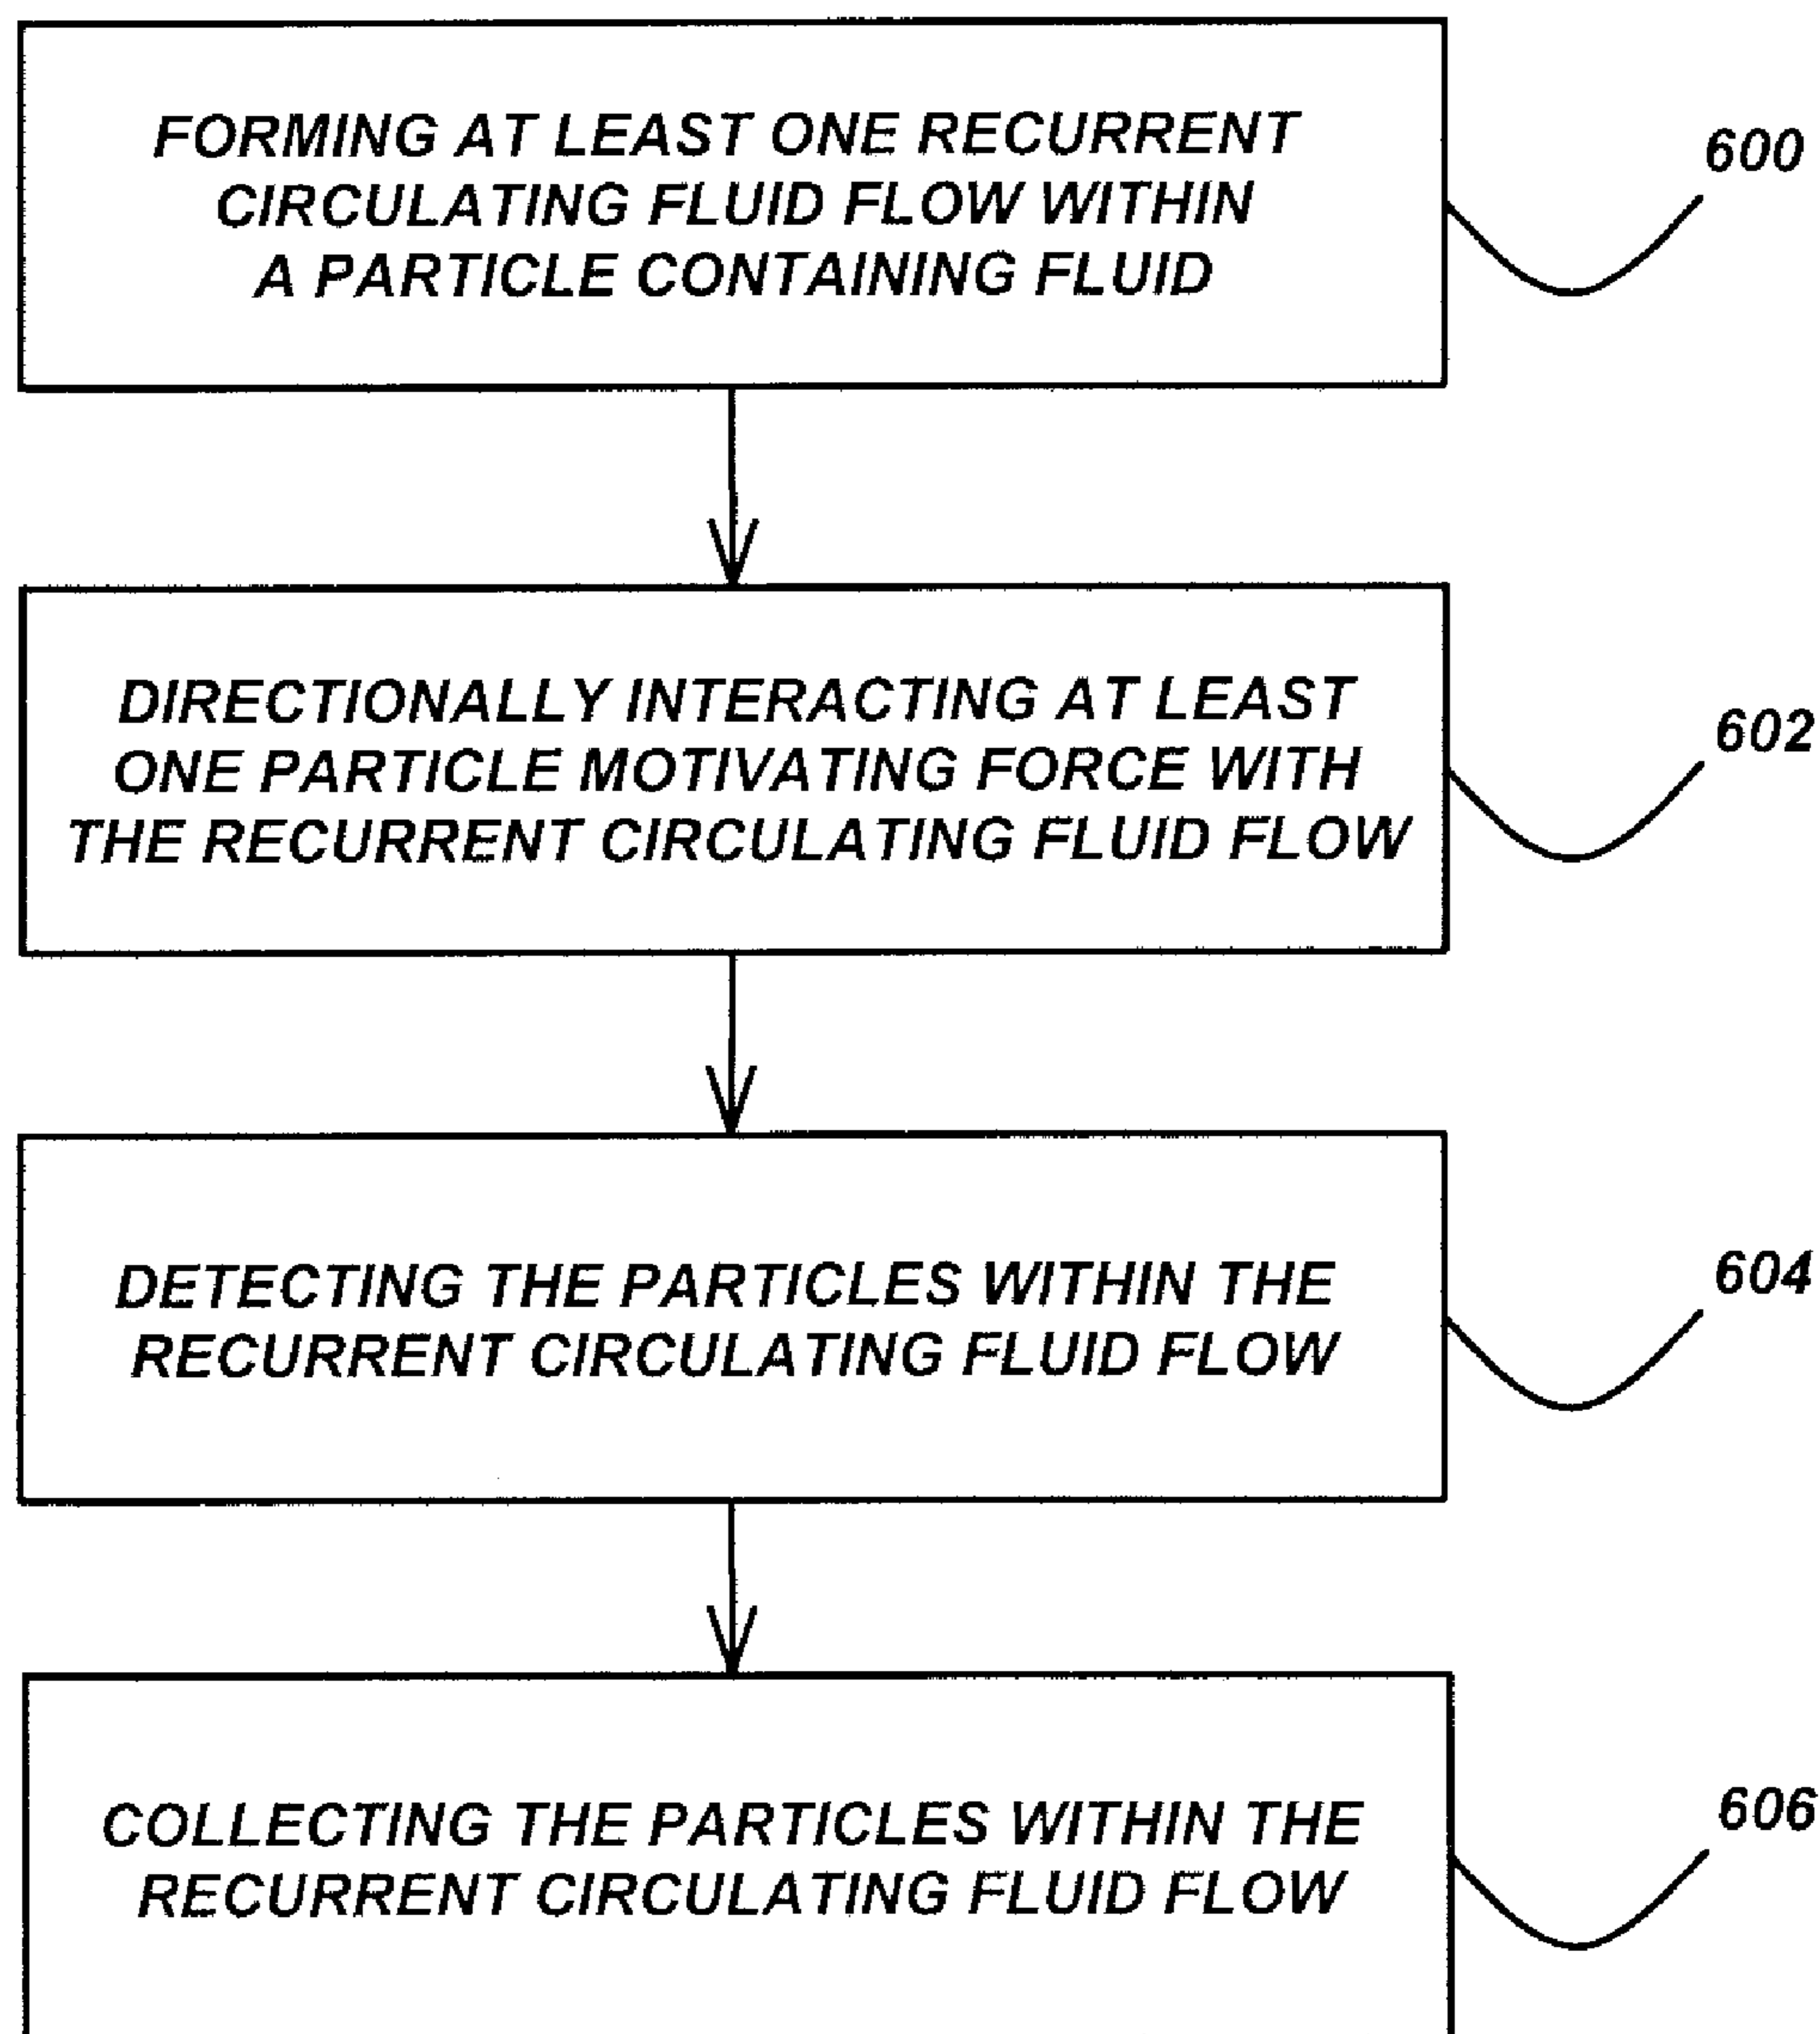 FORMING AT LEAST ONE RECURRENT
CIRCULATING FLUID FLOW WITHIN
A PARTICLE CONTAINING FLUID
600
DIRECTIONALLY INTERACTING AT LEAST
ONE PARTICLE MOTIVATING FORCE WITH
THE RECURRENT CIRCULATING FLUID FLOW
602
DETECTING THE PARTICLES WITHIN THE
RECURRENT CIRCULATING FLUID FLOW
604
COLLECTING THE PARTICLES WITHIN THE
RECURRENT CIRCULATING FLUID FLOW
606